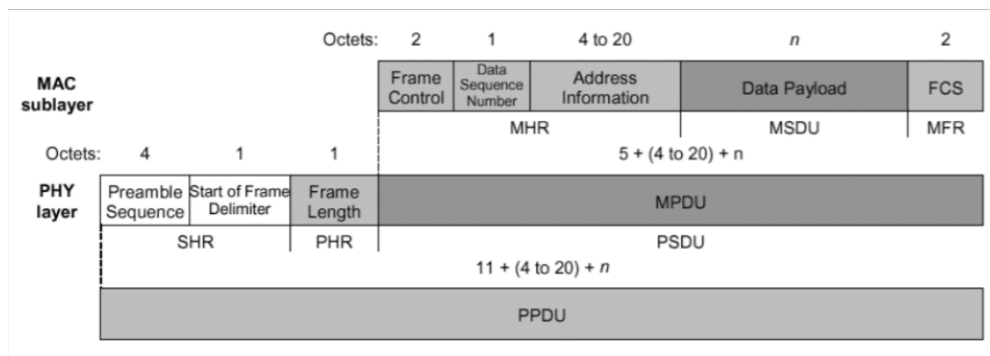 Octets: 2 1 4 to 20 n 2
MAC sublayer
Frame Control
Data Sequence Number
Address Information
Data Payload
FCS
MHR MSDU MFR
Octets: 4 1 1 5 + (4 to 20) + n
PHY layer
Preamble Sequence
Start of Frame Delimiter
Frame Length
MPDU
SHR PHR PSDU
11 + (4 to 20) + n
PPDU